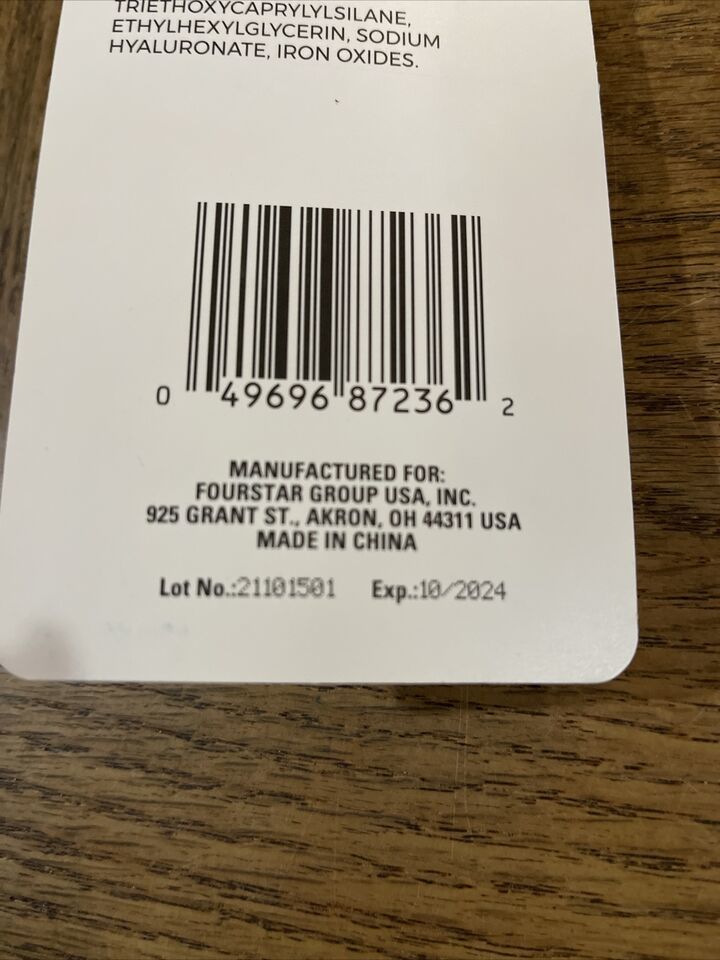 TRIETHOXYCAPRYLYLSILANE,
ETHYLHEXYLGLYCERIN, SODIUM
HYALURONATE, IRON OXIDES.
0 49696 87236 2
MANUFACTURED FOR:
FOURSTAR GROUP USA, INC.
925 GRANT ST., AKRON, OH 44311 USA
MADE IN CHINA
Lot No.:21101501 Exp.:10/2024